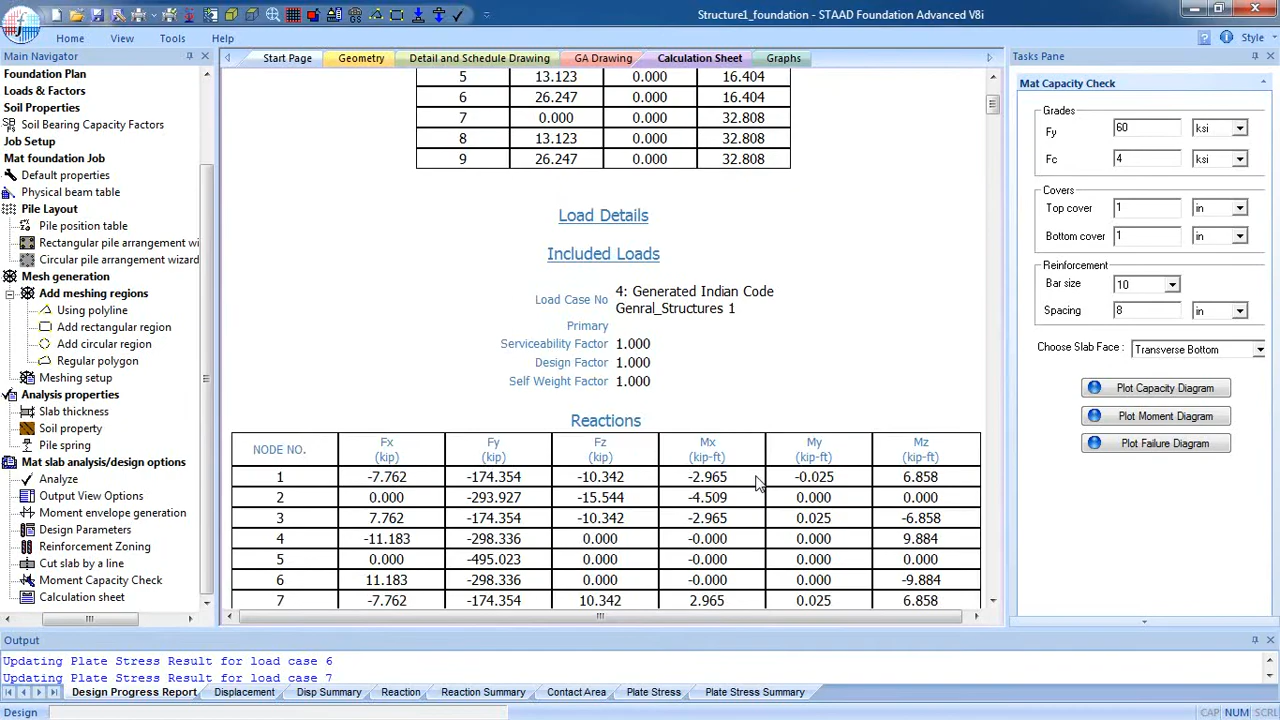 Structure1_foundation - STAAD Foundation Advanced V8i
Home View Tools Help
Style
Main Navigator
Foundation Plan
Loads & Factors
Soil Properties
Soil Bearing Capacity Factors
Job Setup
Mat foundation Job
Default properties
Physical beam table
Pile Layout
Pile position table
Rectangular pile arrangement wi
Circular pile arrangement wizard
Mesh generation
Add meshing regions
Using polyline
Add rectangular region
Add circular region
Regular polygon
Meshing setup
Analysis properties
Slab thickness
Soil property
Pile spring
Mat slab analysis/design options
Analyze
Output View Options
Moment envelope generation
Design Parameters
Reinforcement Zoning
Cut slab by a line
Moment Capacity Check
Calculation sheet
Start Page Geometry Detail and Schedule Drawing GA Drawing Calculation Sheet Graphs
5 13.123 0.000 16.404
6 26.247 0.000 16.404
7 0.000 0.000 32.808
8 13.123 0.000 32.808
9 26.247 0.000 32.808
Load Details
Included Loads
Load Case No 4: Generated Indian Code
Genral_Structures 1
Primary
Serviceability Factor 1.000
Design Factor 1.000
Self Weight Factor 1.000
Reactions
NODE NO. Fx (kip) Fy (kip) Fz (kip) Mx (kip-ft) My (kip-ft) Mz (kip-ft)
1 -7.762 -174.354 -10.342 -2.965 -0.025 6.858
2 0.000 -293.927 -15.544 -4.509 0.000 0.000
3 7.762 -174.354 -10.342 -2.965 0.025 -6.858
4 -11.183 -298.336 0.000 -0.000 0.000 9.884
5 0.000 -495.023 0.000 -0.000 0.000 0.000
6 11.183 -298.336 0.000 -0.000 0.000 -9.884
7 -7.762 -174.354 10.342 2.965 0.025 6.858
Tasks Pane
Mat Capacity Check
Grades
Fy 60 ksi
Fc 4 ksi
Covers
Top cover 1 in
Bottom cover 1 in
Reinforcement
Bar size 10
Spacing 8 in
Choose Slab Face : Transverse Bottom
Plot Capacity Diagram
Plot Moment Diagram
Plot Failure Diagram
Output
Updating Plate Stress Result for load case 6
Updating Plate Stress Result for load case 7
Design Progress Report Displacement Disp Summary Reaction Reaction Summary Contact Area Plate Stress Plate Stress Summary
Design CAP NUM SCRL